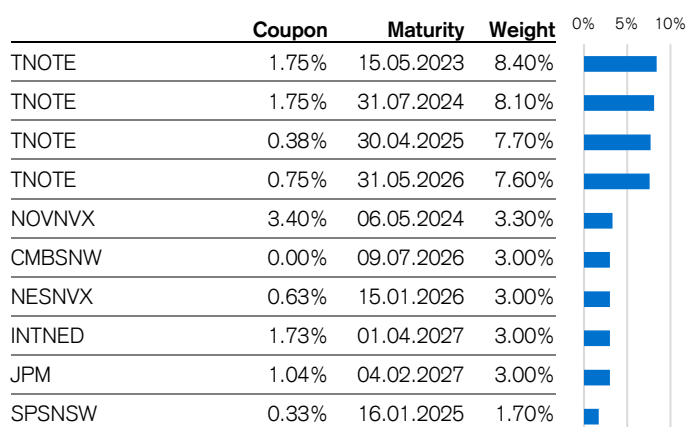 Coupon Maturity Weight 0% 5% 10%
TNOTE 1.75% 15.05.2023 8.40%
TNOTE 1.75% 31.07.2024 8.10%
TNOTE 0.38% 30.04.2025 7.70%
TNOTE 0.75% 31.05.2026 7.60%
NOVNVX 3.40% 06.05.2024 3.30%
CMBSNW 0.00% 09.07.2026 3.00%
NESNVX 0.63% 15.01.2026 3.00%
INTNED 1.73% 01.04.2027 3.00%
JPM 1.04% 04.02.2027 3.00%
SPSNSW 0.33% 16.01.2025 1.70%